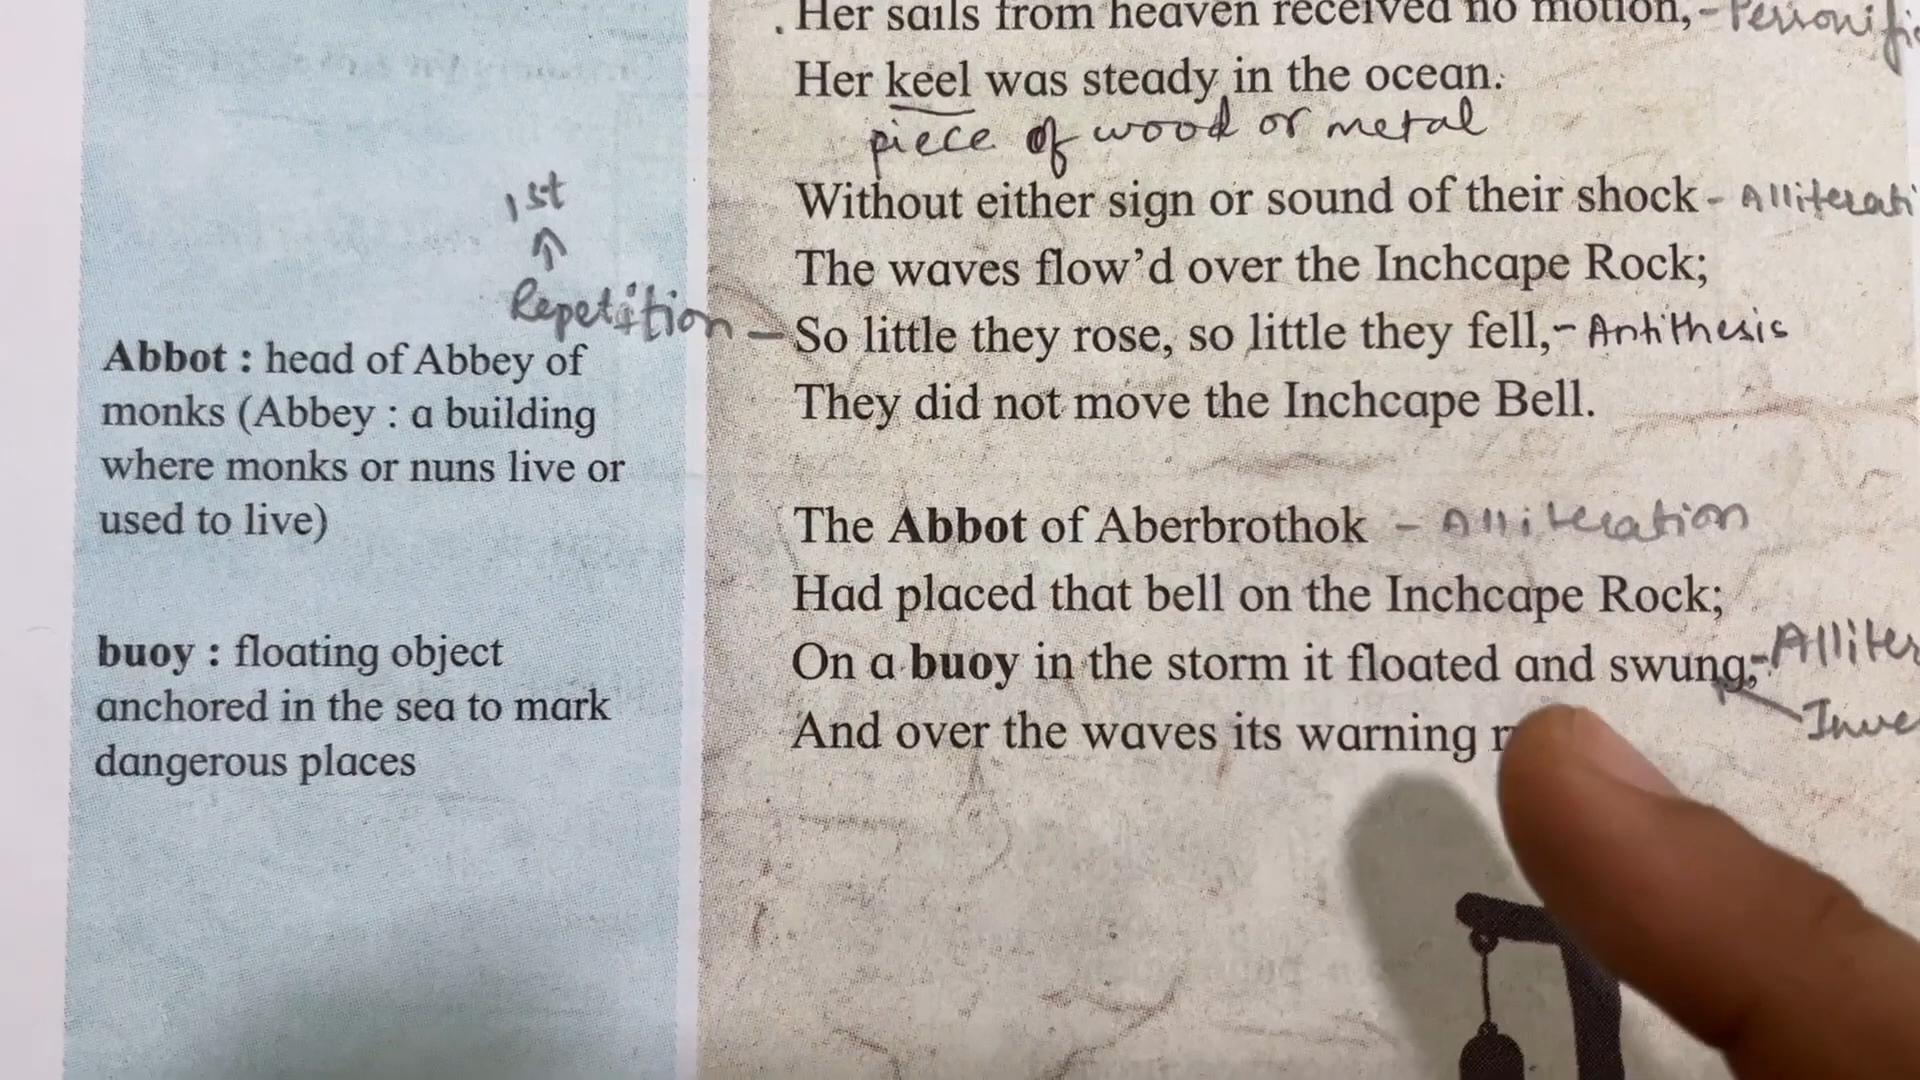 Her sails from heaven received no motion, -
Her keel was steady in the ocean.
piece of wood or metal
Without either sign or sound of their shock -
The waves flow'd over the Inchcape Rock;
1st
↑
Repetition —
So little they rose, so little they fell, - Antithesis
They did not move the Inchcape Bell.
Abbot : head of Abbey of
monks (Abbey : a building
where monks or nuns live or
used to live)
The Abbot of Aberbrothok - Alliteration
Had placed that bell on the Inchcape Rock;
On a buoy in the storm it floated and swung, -
And over the waves its warning
buoy : floating object
anchored in the sea to mark
dangerous places